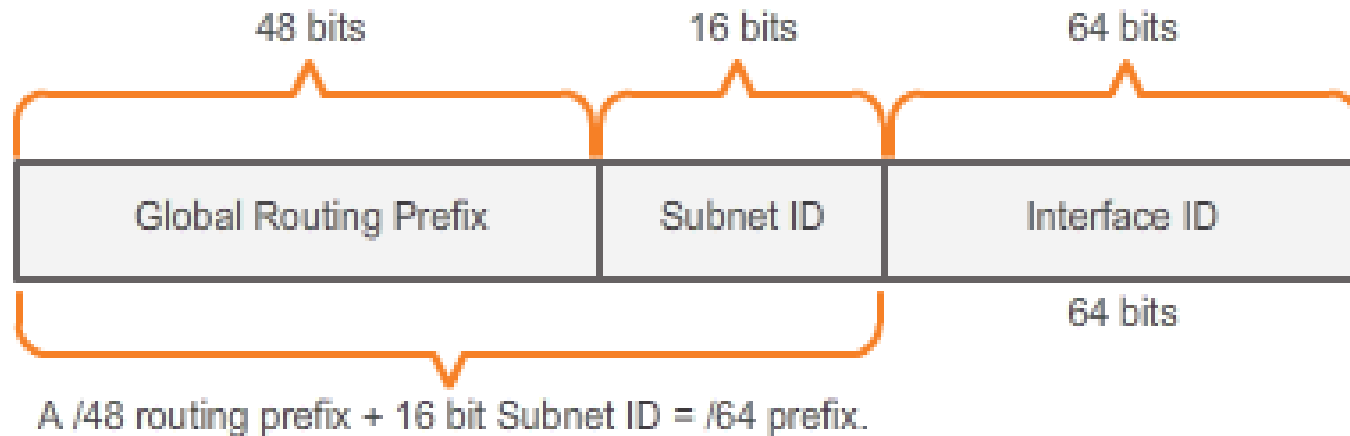 48 bits
16 bits
64 bits
Global Routing Prefix
Subnet ID
Interface ID
64 bits
A /48 routing prefix + 16 bit Subnet ID = /64 prefix.